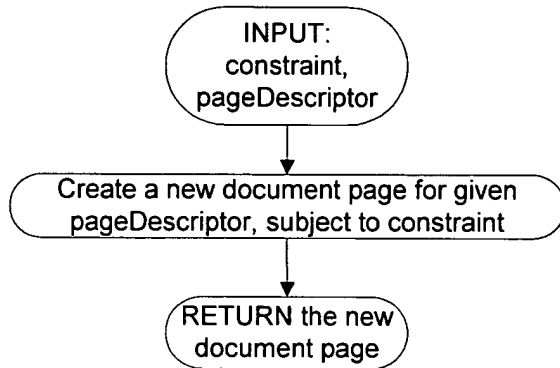 INPUT:
constraint,
pageDescriptor
Create a new document page for given
pageDescriptor, subject to constraint
RETURN the new
document page